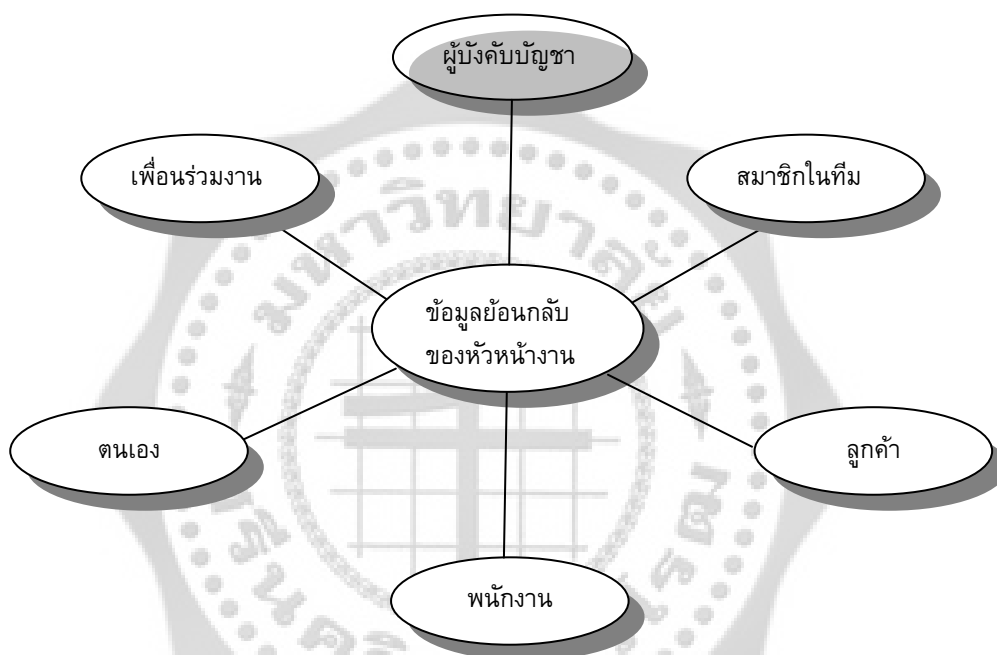 ผู้บังคับบัญชา
เพื่อนร่วมงาน
สมาชิกในทีม
ข้อมูลย้อนกลับ
ของหัวหน้างาน
ตนเอง
ลูกค้า
พนักงาน